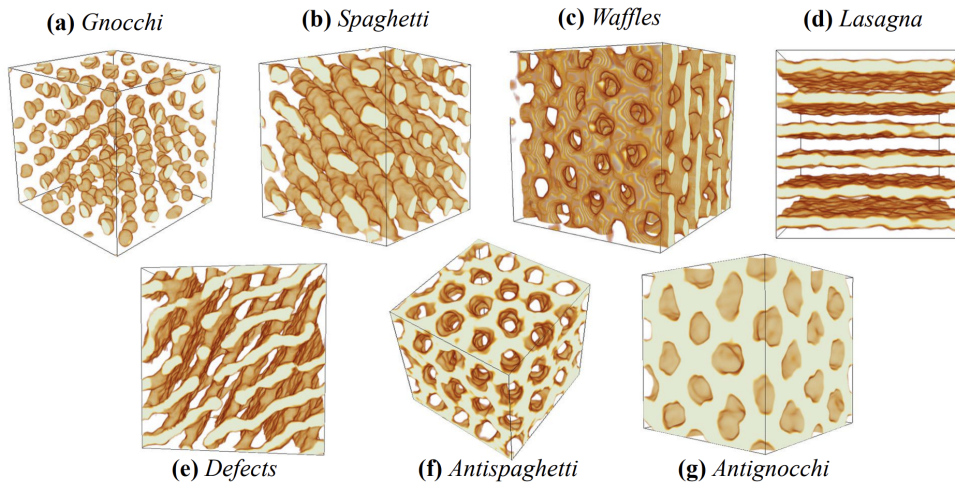 (a) Gnocchi
(b) Spaghetti
(c) Waffles
(d) Lasagna
(e) Defects
(f) Antispaghetti
(g) Antignocchi